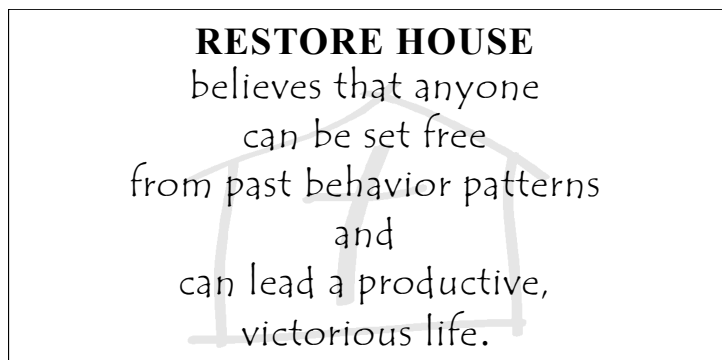 RESTORE HOUSE
believes that anyone
can be set free
from past behavior patterns
and
can lead a productive,
victorious life.